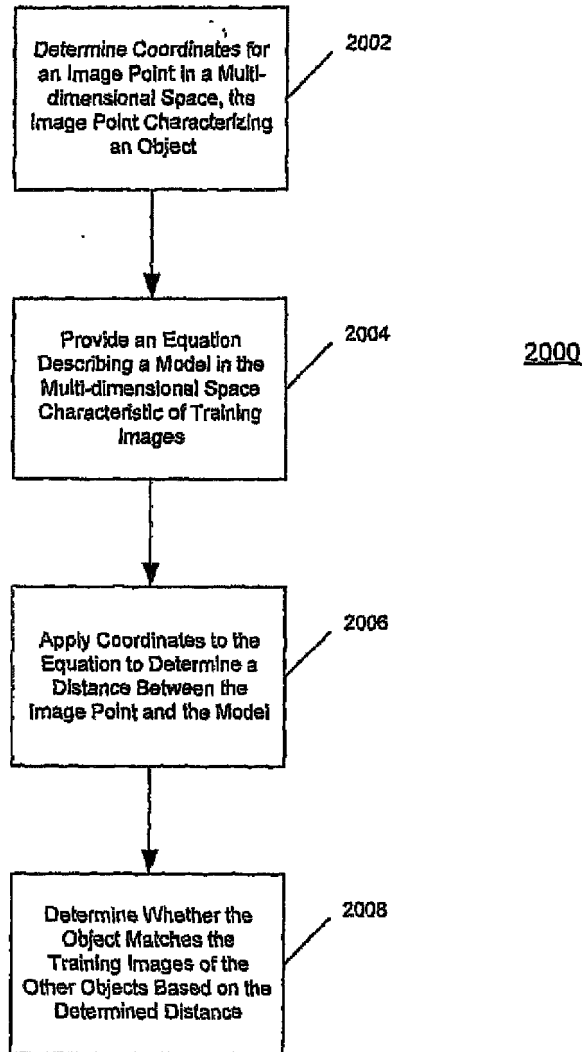 Determine Coordinates for
an Image Point in a Multi-
dimensional Space, the
Image Point Characterizing
an Object
2002
Provide an Equation
Describing a Model in the
Multi-dimensional Space
Characteristic of Training
Images
2004
2000
Apply Coordinates to the
Equation to Determine a
Distance Between the
Image Point and the Model
2006
Determine Whether the
Object Matches the
Training Images of the
Other Objects Based on the
Determined Distance
2008